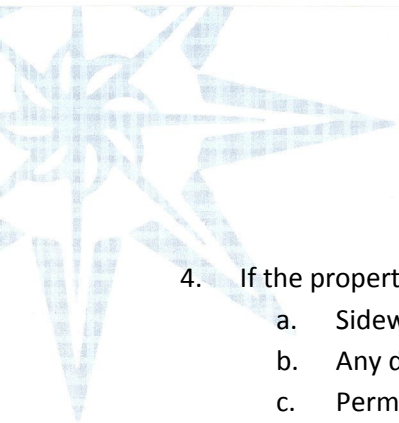 4. If the propert
a. Sidew
b. Any d
c. Perm